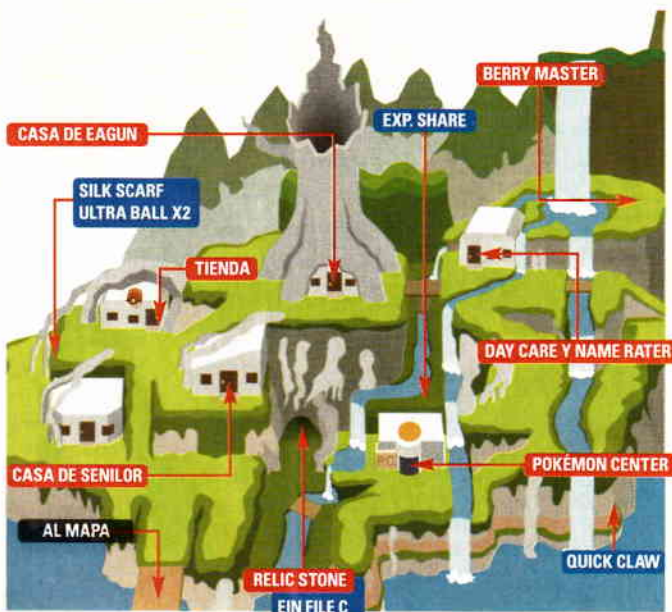 BERRY MASTER
EXP. SHARE
CASA DE EAGUN
SILK SCARF
ULTRA BALL X2
TIENDA
DAY CARE Y NAME RATER
CASA DE SENILOR
POKÉMON CENTER
AL MAPA
QUICK CLAW
RELIC STONE
EIN FILE C